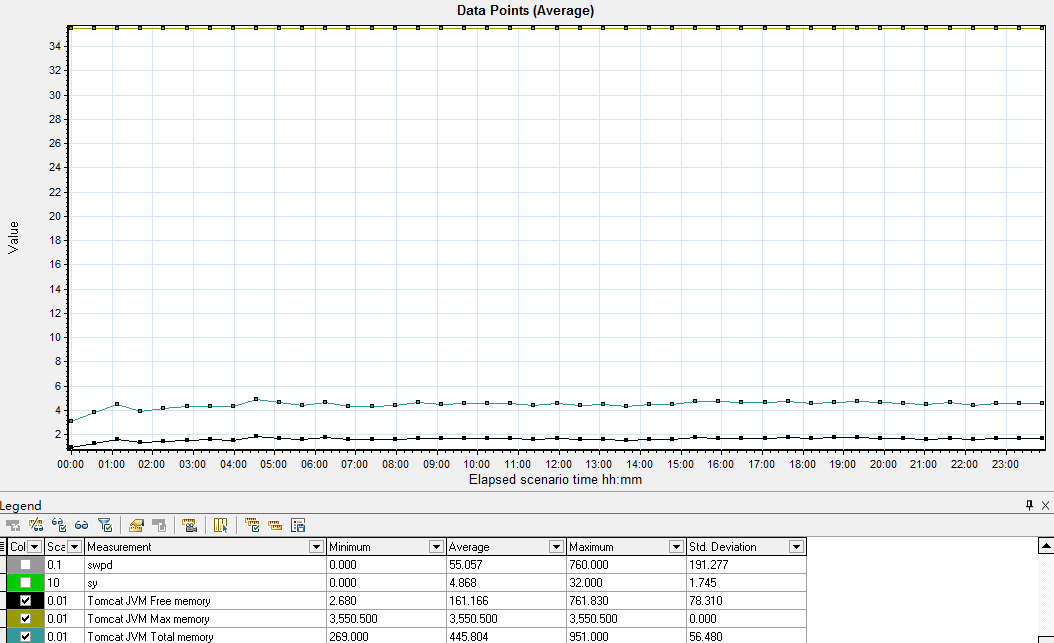 Data Points (Average)
34
32
30
28
26
24
22
20
18
16
14
12
10
8
6
4
2
Value
00:00 01:00 02:00 03:00 04:00 05:00 06:00 07:00 08:00 09:00 10:00 11:00 12:00 13:00 14:00 15:00 16:00 17:00 18:00 19:00 20:00 21:00 22:00 23:00
Elapsed scenario time hh:mm
Legend
Col Sca Measurement Minimum Average Maximum Std. Deviation
0.1 swpd 0.000 55.057 760.000 191.277
10 sy 0.000 4.868 32.000 1.745
0.01 Tomcat JVM Free memory 2.680 161.166 761.830 78.310
0.01 Tomcat JVM Max memory 3,550.500 3,550.500 3,550.500 0.000
0.01 Tomcat JVM Total memory 269.000 445.804 951.000 56.480